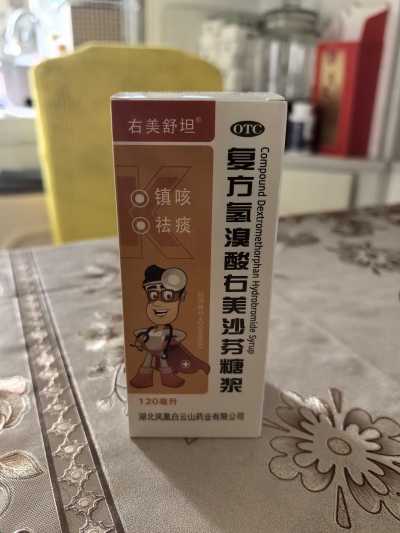 右美舒坦®
OTC
复方氢溴酸右美沙芬糖浆
Compound Dextromethorphan Hydrobromide Syrup
K
镇咳
祛痰
120毫升
湖北凤凰白云山药业有限公司